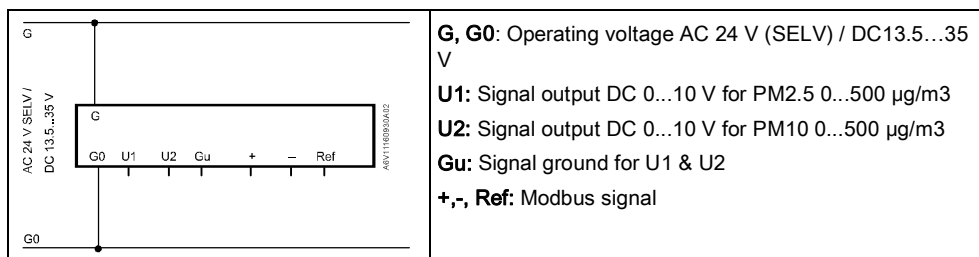 G
AC 24 V SELV /
DC 13.5...35 V
G
G0 U1 U2 Gu + – Ref
A6V11160930A02
G0
G, G0: Operating voltage AC 24 V (SELV) / DC13.5…35
V
U1: Signal output DC 0...10 V for PM2.5 0...500 µg/m3
U2: Signal output DC 0...10 V for PM10 0...500 µg/m3
Gu: Signal ground for U1 & U2
+,-, Ref: Modbus signal